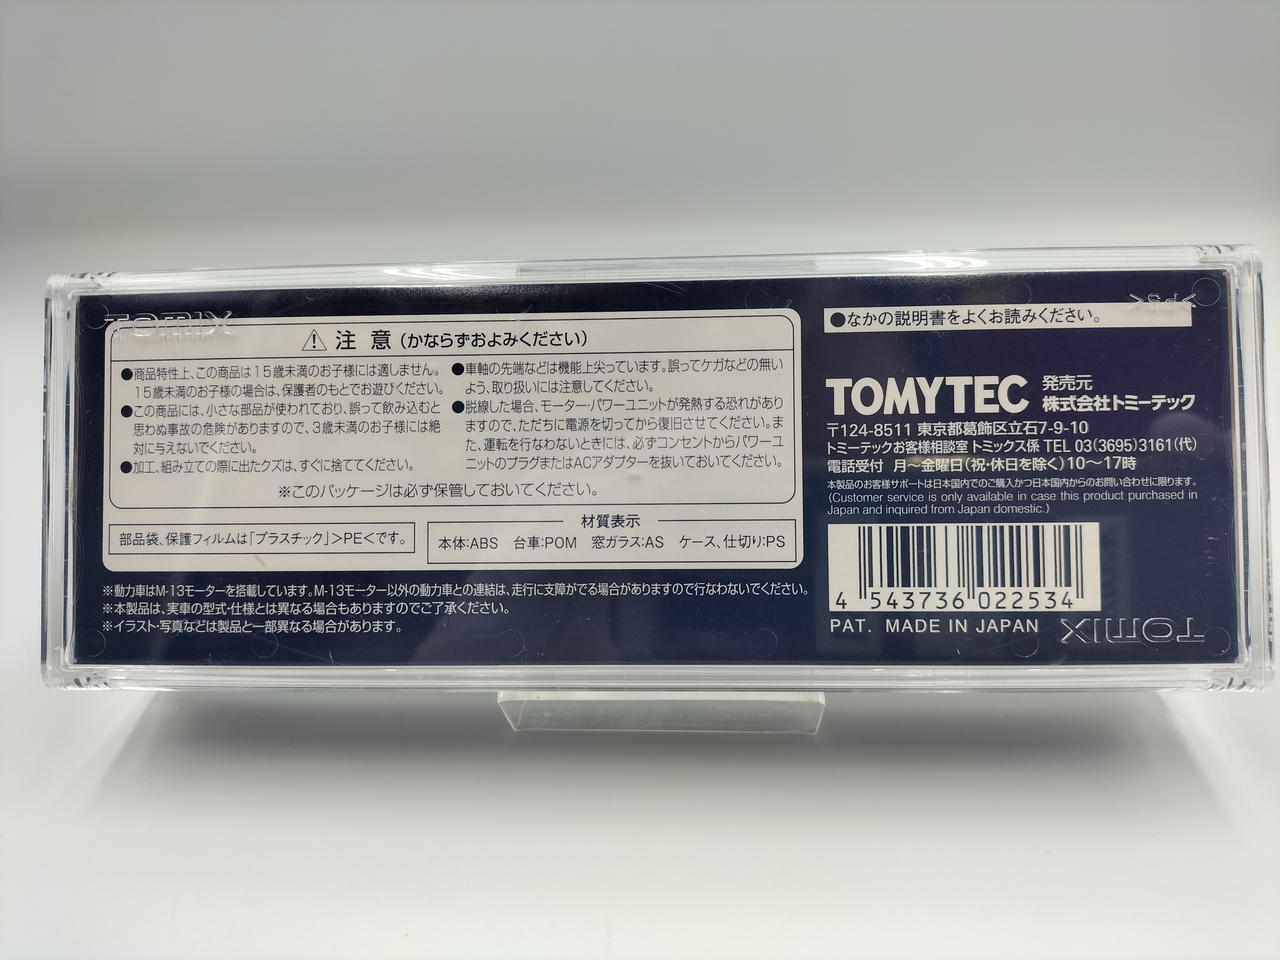 TOMIX
⚠ 注意(かならずおよみください)
●商品特性上、この商品は15歳未満のお子様には適しません。
15歳未満のお子様の場合は、保護者のもとでお遊びください。
●この商品には、小さな部品が使われており、誤って飲み込むと
思わぬ事故の危険がありますので、3歳未満のお子様には絶
対に与えないでください。
●加工、組み立ての際に出たクズは、すぐに捨ててください。
●車軸の先端などは機能上尖っています。誤ってケガなどの無い
よう、取り扱いには注意してください。
●脱線した場合、モーター・パワーユニットが発熱する恐れがあり
ますので、ただちに電源を切ってから復旧させてください。ま
た、運転を行なわないときには、必ずコンセントからパワーユ
ニットのプラグまたはACアダプターを抜いておいてください。
※このパッケージは必ず保管しておいてください。
部品袋、保護フィルムは「プラスチック」>PE<です。
材質表示
本体:ABS 台車:POM 窓ガラス:AS ケース、仕切り:PS
※動力車はM-13モーターを搭載しています。M-13モーター以外の動力車との連結は、走行に支障がでる場合がありますので行なわないでください。
※本製品は、実車の型式・仕様とは異なる場合もありますのでご了承ください。
※イラスト・写真などは製品と一部異なる場合があります。
>PS<
●なかの説明書をよくお読みください。
TOMYTEC 発売元
株式会社トミーテック
〒124-8511 東京都葛飾区立石7-9-10
トミーテックお客様相談室 トミックス係 TEL 03(3695)3161(代)
電話受付 月〜金曜日(祝・休日を除く)10〜17時
本製品のお客様サポートは日本国内でのご購入かつ日本国内からのお問い合わせに限ります。
(Customer service is only available in case this product purchased in
Japan and inquired from Japan domestic.)
4 543736 022534
PAT. MADE IN JAPAN
TOMIX